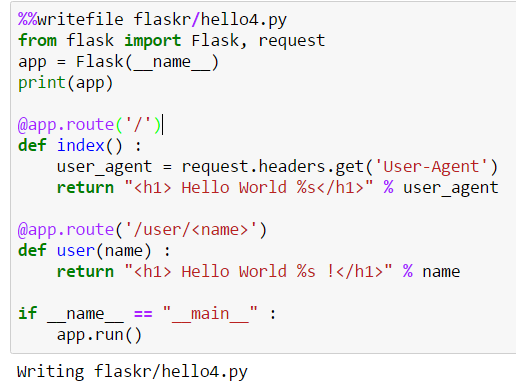 %%writefile flaskr/hello4.py
from flask import Flask, request
app = Flask(__name__)
print(app)

@app.route('/')
def index() :
    user_agent = request.headers.get('User-Agent')
    return "<h1> Hello World %s</h1>" % user_agent

@app.route('/user/<name>')
def user(name) :
    return "<h1> Hello World %s !</h1>" % name

if __name__ == "__main__" :
    app.run()
Writing flaskr/hello4.py